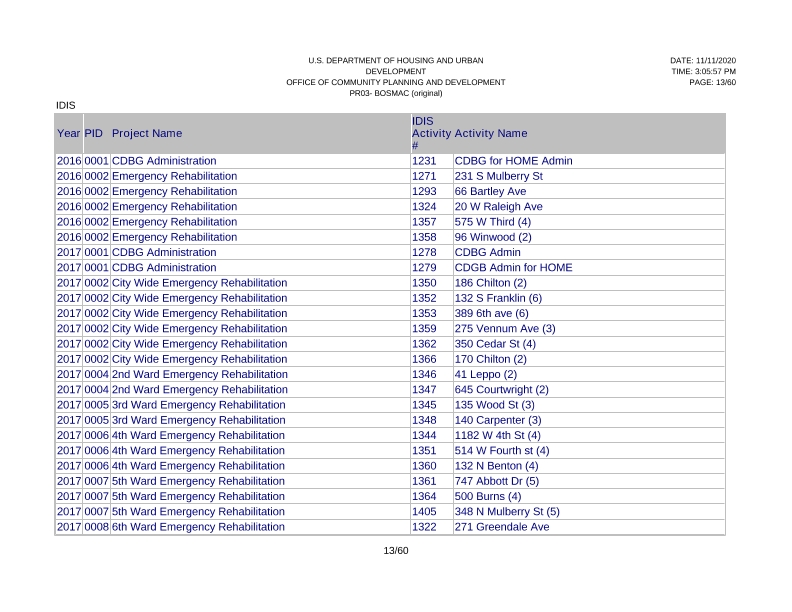 U.S. DEPARTMENT OF HOUSING AND URBAN
DEVELOPMENT
OFFICE OF COMMUNITY PLANNING AND DEVELOPMENT
PR03- BOSMAC (original)
DATE: 11/11/2020
TIME: 3:05:57 PM
PAGE: 13/60
IDIS
Year PID Project Name IDIS Activity # Activity Name
2016 0001 CDBG Administration 1231 CDBG for HOME Admin
2016 0002 Emergency Rehabilitation 1271 231 S Mulberry St
2016 0002 Emergency Rehabilitation 1293 66 Bartley Ave
2016 0002 Emergency Rehabilitation 1324 20 W Raleigh Ave
2016 0002 Emergency Rehabilitation 1357 575 W Third (4)
2016 0002 Emergency Rehabilitation 1358 96 Winwood (2)
2017 0001 CDBG Administration 1278 CDBG Admin
2017 0001 CDBG Administration 1279 CDGB Admin for HOME
2017 0002 City Wide Emergency Rehabilitation 1350 186 Chilton (2)
2017 0002 City Wide Emergency Rehabilitation 1352 132 S Franklin (6)
2017 0002 City Wide Emergency Rehabilitation 1353 389 6th ave (6)
2017 0002 City Wide Emergency Rehabilitation 1359 275 Vennum Ave (3)
2017 0002 City Wide Emergency Rehabilitation 1362 350 Cedar St (4)
2017 0002 City Wide Emergency Rehabilitation 1366 170 Chilton (2)
2017 0004 2nd Ward Emergency Rehabilitation 1346 41 Leppo (2)
2017 0004 2nd Ward Emergency Rehabilitation 1347 645 Courtwright (2)
2017 0005 3rd Ward Emergency Rehabilitation 1345 135 Wood St (3)
2017 0005 3rd Ward Emergency Rehabilitation 1348 140 Carpenter (3)
2017 0006 4th Ward Emergency Rehabilitation 1344 1182 W 4th St (4)
2017 0006 4th Ward Emergency Rehabilitation 1351 514 W Fourth st (4)
2017 0006 4th Ward Emergency Rehabilitation 1360 132 N Benton (4)
2017 0007 5th Ward Emergency Rehabilitation 1361 747 Abbott Dr (5)
2017 0007 5th Ward Emergency Rehabilitation 1364 500 Burns (4)
2017 0007 5th Ward Emergency Rehabilitation 1405 348 N Mulberry St (5)
2017 0008 6th Ward Emergency Rehabilitation 1322 271 Greendale Ave
13/60